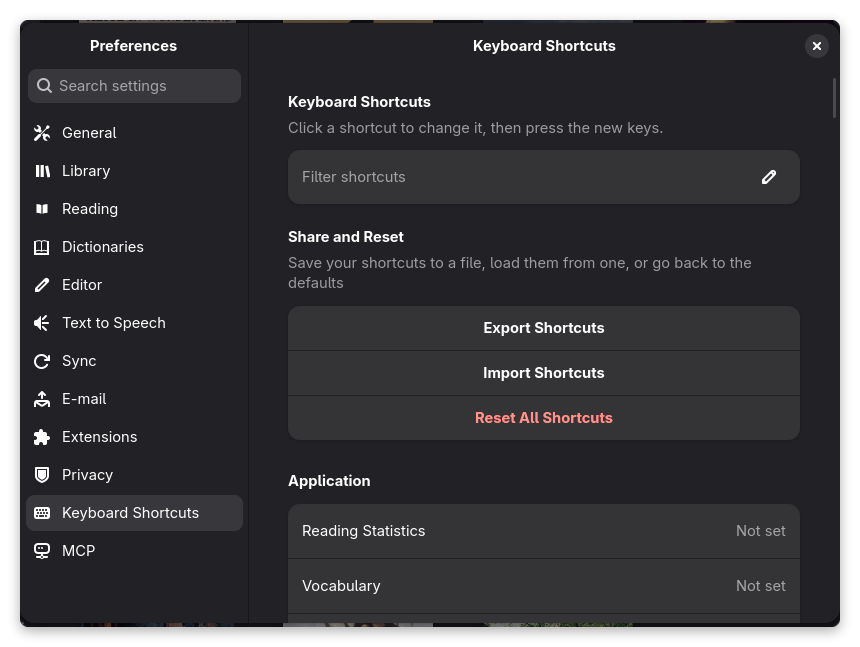 Preferences
Search settings
General
Library
Reading
Dictionaries
Editor
Text to Speech
Sync
E-mail
Extensions
Privacy
Keyboard Shortcuts
MCP
Keyboard Shortcuts
Keyboard Shortcuts
Click a shortcut to change it, then press the new keys.
Filter shortcuts
Share and Reset
Save your shortcuts to a file, load them from one, or go back to the
defaults
Export Shortcuts
Import Shortcuts
Reset All Shortcuts
Application
Reading Statistics Not set
Vocabulary Not set